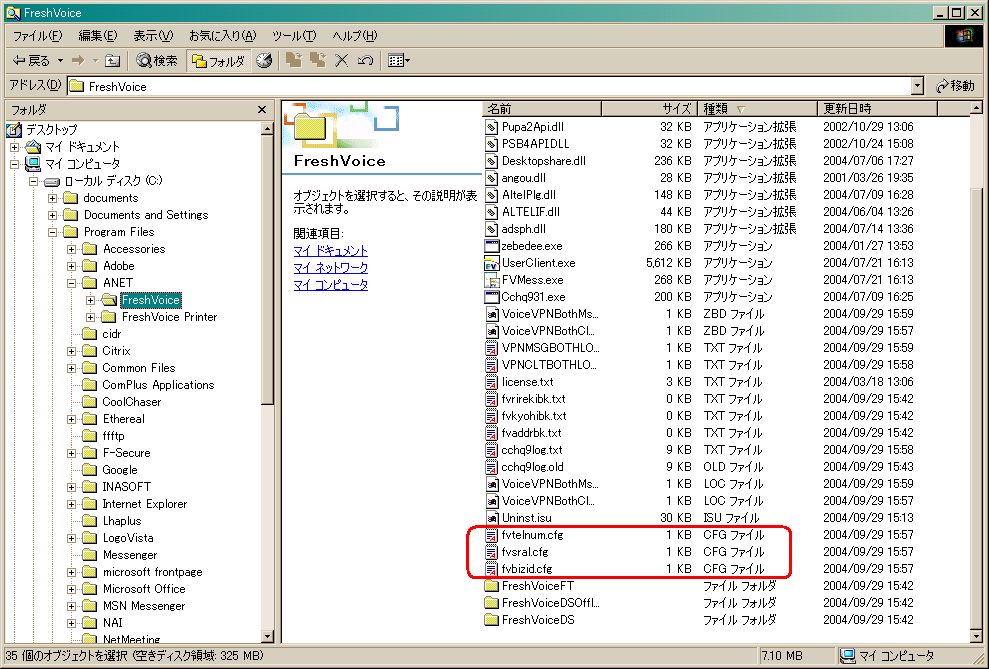 FreshVoice
ファイル(F) 編集(E) 表示(V) お気に入り(A) ツール(T) ヘルプ(H)
戻る 検索 フォルダ
アドレス(D) FreshVoice 移動
フォルダ
デスクトップ
マイ ドキュメント
マイ コンピュータ
ローカル ディスク (C:)
documents
Documents and Settings
Program Files
Accessories
Adobe
ANET
FreshVoice
FreshVoice Printer
cidr
Citrix
Common Files
ComPlus Applications
CoolChaser
Ethereal
ffftp
F-Secure
Google
INASOFT
Internet Explorer
Lhaplus
LogoVista
Messenger
microsoft frontpage
Microsoft Office
MSN Messenger
NAI
NetMeeting
FreshVoice
オブジェクトを選択すると、その説明が表
示されます。
関連項目:
マイ ドキュメント
マイ ネットワーク
マイ コンピュータ
名前 サイズ 種類 更新日時
Pupa2Api.dll 32 KB アプリケーション拡張 2002/10/29 13:06
PSB4API.DLL 32 KB アプリケーション拡張 2002/10/24 15:08
Desktopshare.dll 236 KB アプリケーション拡張 2004/07/06 17:27
angou.dll 28 KB アプリケーション拡張 2001/03/26 19:35
AltelPlg.dll 148 KB アプリケーション拡張 2004/07/09 16:28
ALTELIF.dll 44 KB アプリケーション拡張 2004/06/04 13:26
adsph.dll 180 KB アプリケーション拡張 2004/07/14 13:36
zebedee.exe 266 KB アプリケーション 2004/01/27 13:53
UserClient.exe 5,612 KB アプリケーション 2004/07/21 16:13
FVMess.exe 268 KB アプリケーション 2004/07/21 16:13
Cchq931.exe 200 KB アプリケーション 2004/07/09 16:25
VoiceVPNBothMs... 1 KB ZBD ファイル 2004/09/29 15:59
VoiceVPNBothCl... 1 KB ZBD ファイル 2004/09/29 15:57
VPNMSGBOTHLO... 1 KB TXT ファイル 2004/09/29 15:59
VPNCLTBOTHLO... 1 KB TXT ファイル 2004/09/29 15:57
license.txt 3 KB TXT ファイル 2004/03/18 13:06
fvrirekibk.txt 0 KB TXT ファイル 2004/09/29 15:42
fvkyohibk.txt 0 KB TXT ファイル 2004/09/29 15:42
fvaddrbk.txt 0 KB TXT ファイル 2004/09/29 15:42
cchq9log.txt 9 KB TXT ファイル 2004/09/29 15:58
cchq9log.old 9 KB OLD ファイル 2004/09/29 15:43
VoiceVPNBothMs... 1 KB LOC ファイル 2004/09/29 15:59
VoiceVPNBothCl... 1 KB LOC ファイル 2004/09/29 15:57
Uninst.isu 30 KB ISU ファイル 2004/09/29 15:13
fvtelnum.cfg 1 KB CFG ファイル 2004/09/29 15:57
fvsral.cfg 1 KB CFG ファイル 2004/09/29 15:57
fvbizid.cfg 1 KB CFG ファイル 2004/09/29 15:57
FreshVoiceFT ファイル フォルダ 2004/09/29 15:42
FreshVoiceDSOffl... ファイル フォルダ 2004/09/29 15:42
FreshVoiceDS ファイル フォルダ 2004/09/29 15:42
35 個のオブジェクトを選択 (空きディスク領域: 325 MB) 7.10 MB マイ コンピュータ